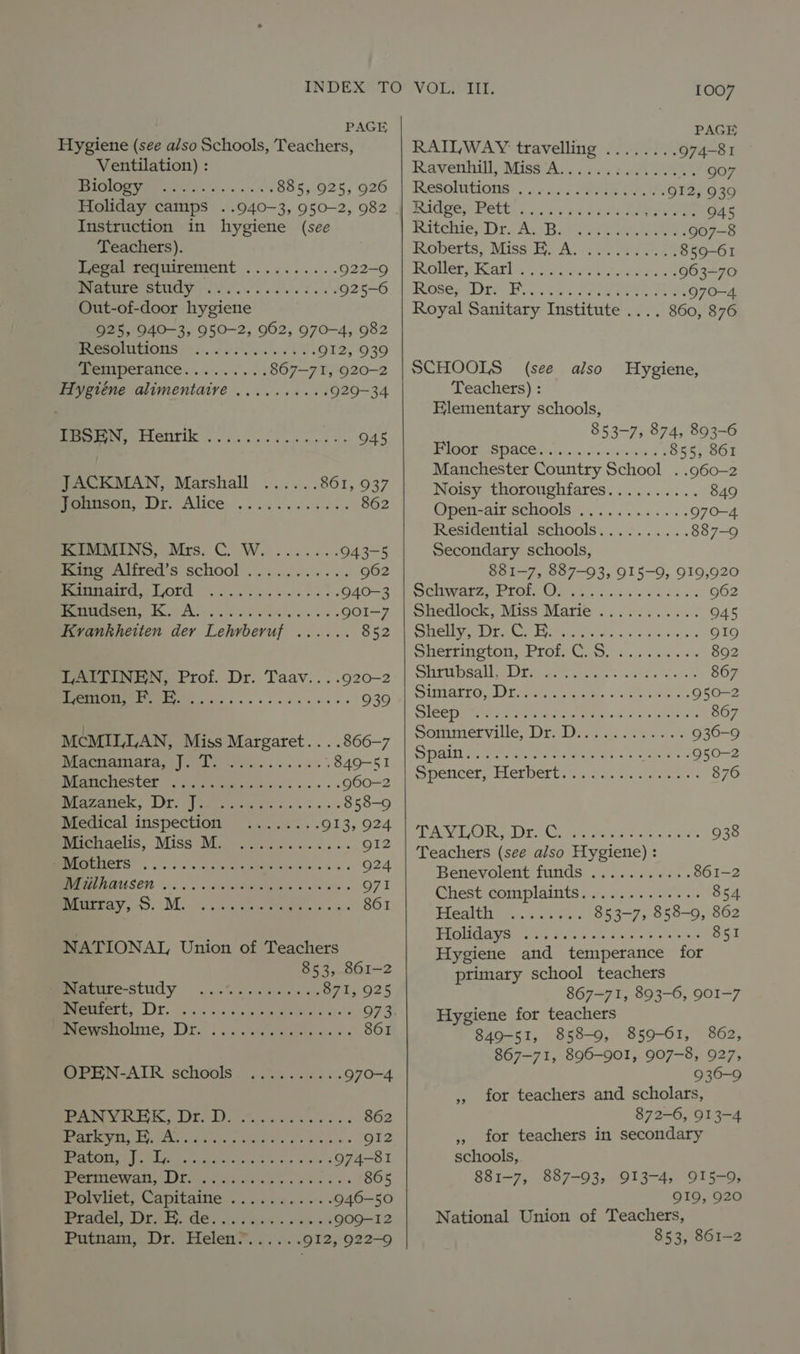 INDEX TO VOL. III. 1007
PAGE
Hygiene (see also Schools, Teachers,
Ventilation) :
Biology ............885, 925, 926
Holiday camps ..940-3, 950-2, 982
Instruction in hygiene (see
Teachers).
Legal requirement ..........922-9
Nature study ..............925-6
Out-of-door hygiene
925, 940-3, 950-2, 962, 970-4, 982
Resolutions .............912, 939
Temperance.........867-71, 920-2
Hygiéne alimentaire ..........929-34
IBSEN, Henrik ............... 945
JACKMAN, Marshall ......861, 937
Johnson, Dr. Alice ............ 862
KIMMINS, Mrs. C. W. .......943-5
King Alfred's school ........... 962
Kinnaird, Lord .............940-3
Knudsen, K. A. .............901-7
Krankheiten der Lehrberuf ...... 852
LAITINEN, Prof. Dr. Taav....920-2
Lemon, F. E. .................. 939
MCMILLAN, Miss Margaret....866-7
Macnamara, J. T. ...........849-51
Manchester .................960-2
Mazanek, Dr. J. .............858-9
Medical inspection ........913, 924
Michaelis, Miss M. ............ 912
Mothers ..................... 924
Mülhausen ................... 971
Murray, S. M. ................ 861
NATIONAL Union of Teachers
853, 861-2
Nature-study .............871, 925
Neufert, Dr. .................. 973
Newsholme, Dr. ............... 861
OPEN-AIR schools ..........970-4
PANYREK, Dr. D. ............. 862
Parkyn, E. A. ................. 912
Paton, J. L. .................974-81
Permewan, Dr. ................ 865
Polvliet, Capitaine ...........946-50
Pradel, Dr. E. de.............909-12
Putnam, Dr. Helen.......912, 922-9
PAGE
RAILWAY travelling ........974-81
Ravenhill, Miss A............... 907
Resolutions .................912, 939
Ridge, Pett ................... 945
Ritchie, Dr. A. B. ............907-8
Roberts, Miss E. A. ...........859-61
Roller, Karl .................963-70
Rose, Dr. F..................970-4
Royal Sanitary Institute .... 860, 876
SCHOOLS (see also Hygiene,
Teachers) :
Elementary schools,
853-7, 874, 893-6
Floor space...............855, 861
Manchester Country School ..960-2
Noisy thoroughfares.......... 849
Open-air schools ............970-4
Residential schools..........887-9
Secondary schools,
881-7, 887-93, 915-9, 919,920
Schwarz, Prof. O. .............. 962
Shedlock, Miss Marie ........... 945
Shelly, Dr. C. E. ............... 919
Sherrington, Prof. C. S. ......... 892
Shrubsall, Dr. ................. 867
Simarro, Dr...................950-2
Sleep ........................ 867
Sommerville, Dr. D............ 936-9
Spain........................950-2
Spencer, Herbert............... 876
TAYLOR, Dr. C. ............... 938
Teachers (see also Hygiene) :
Benevolent funds ...........861-2
Chest complaints............. 854
Health ........ 853-7, 858-9, 862
Holidays .................... 851
Hygiene and temperance for
primary school teachers
867-71, 893-6, 901-7
Hygiene for teachers
849-51, 858-9, 859-61, 862,
867-71, 896-901, 907-8, 927,
936-9
,, for teachers and scholars,
872-6, 913-4
,, for teachers in secondary
schools,
881-7, 887-93, 913-4, 915-9,
919, 920
National Union of Teachers,
853, 861-2